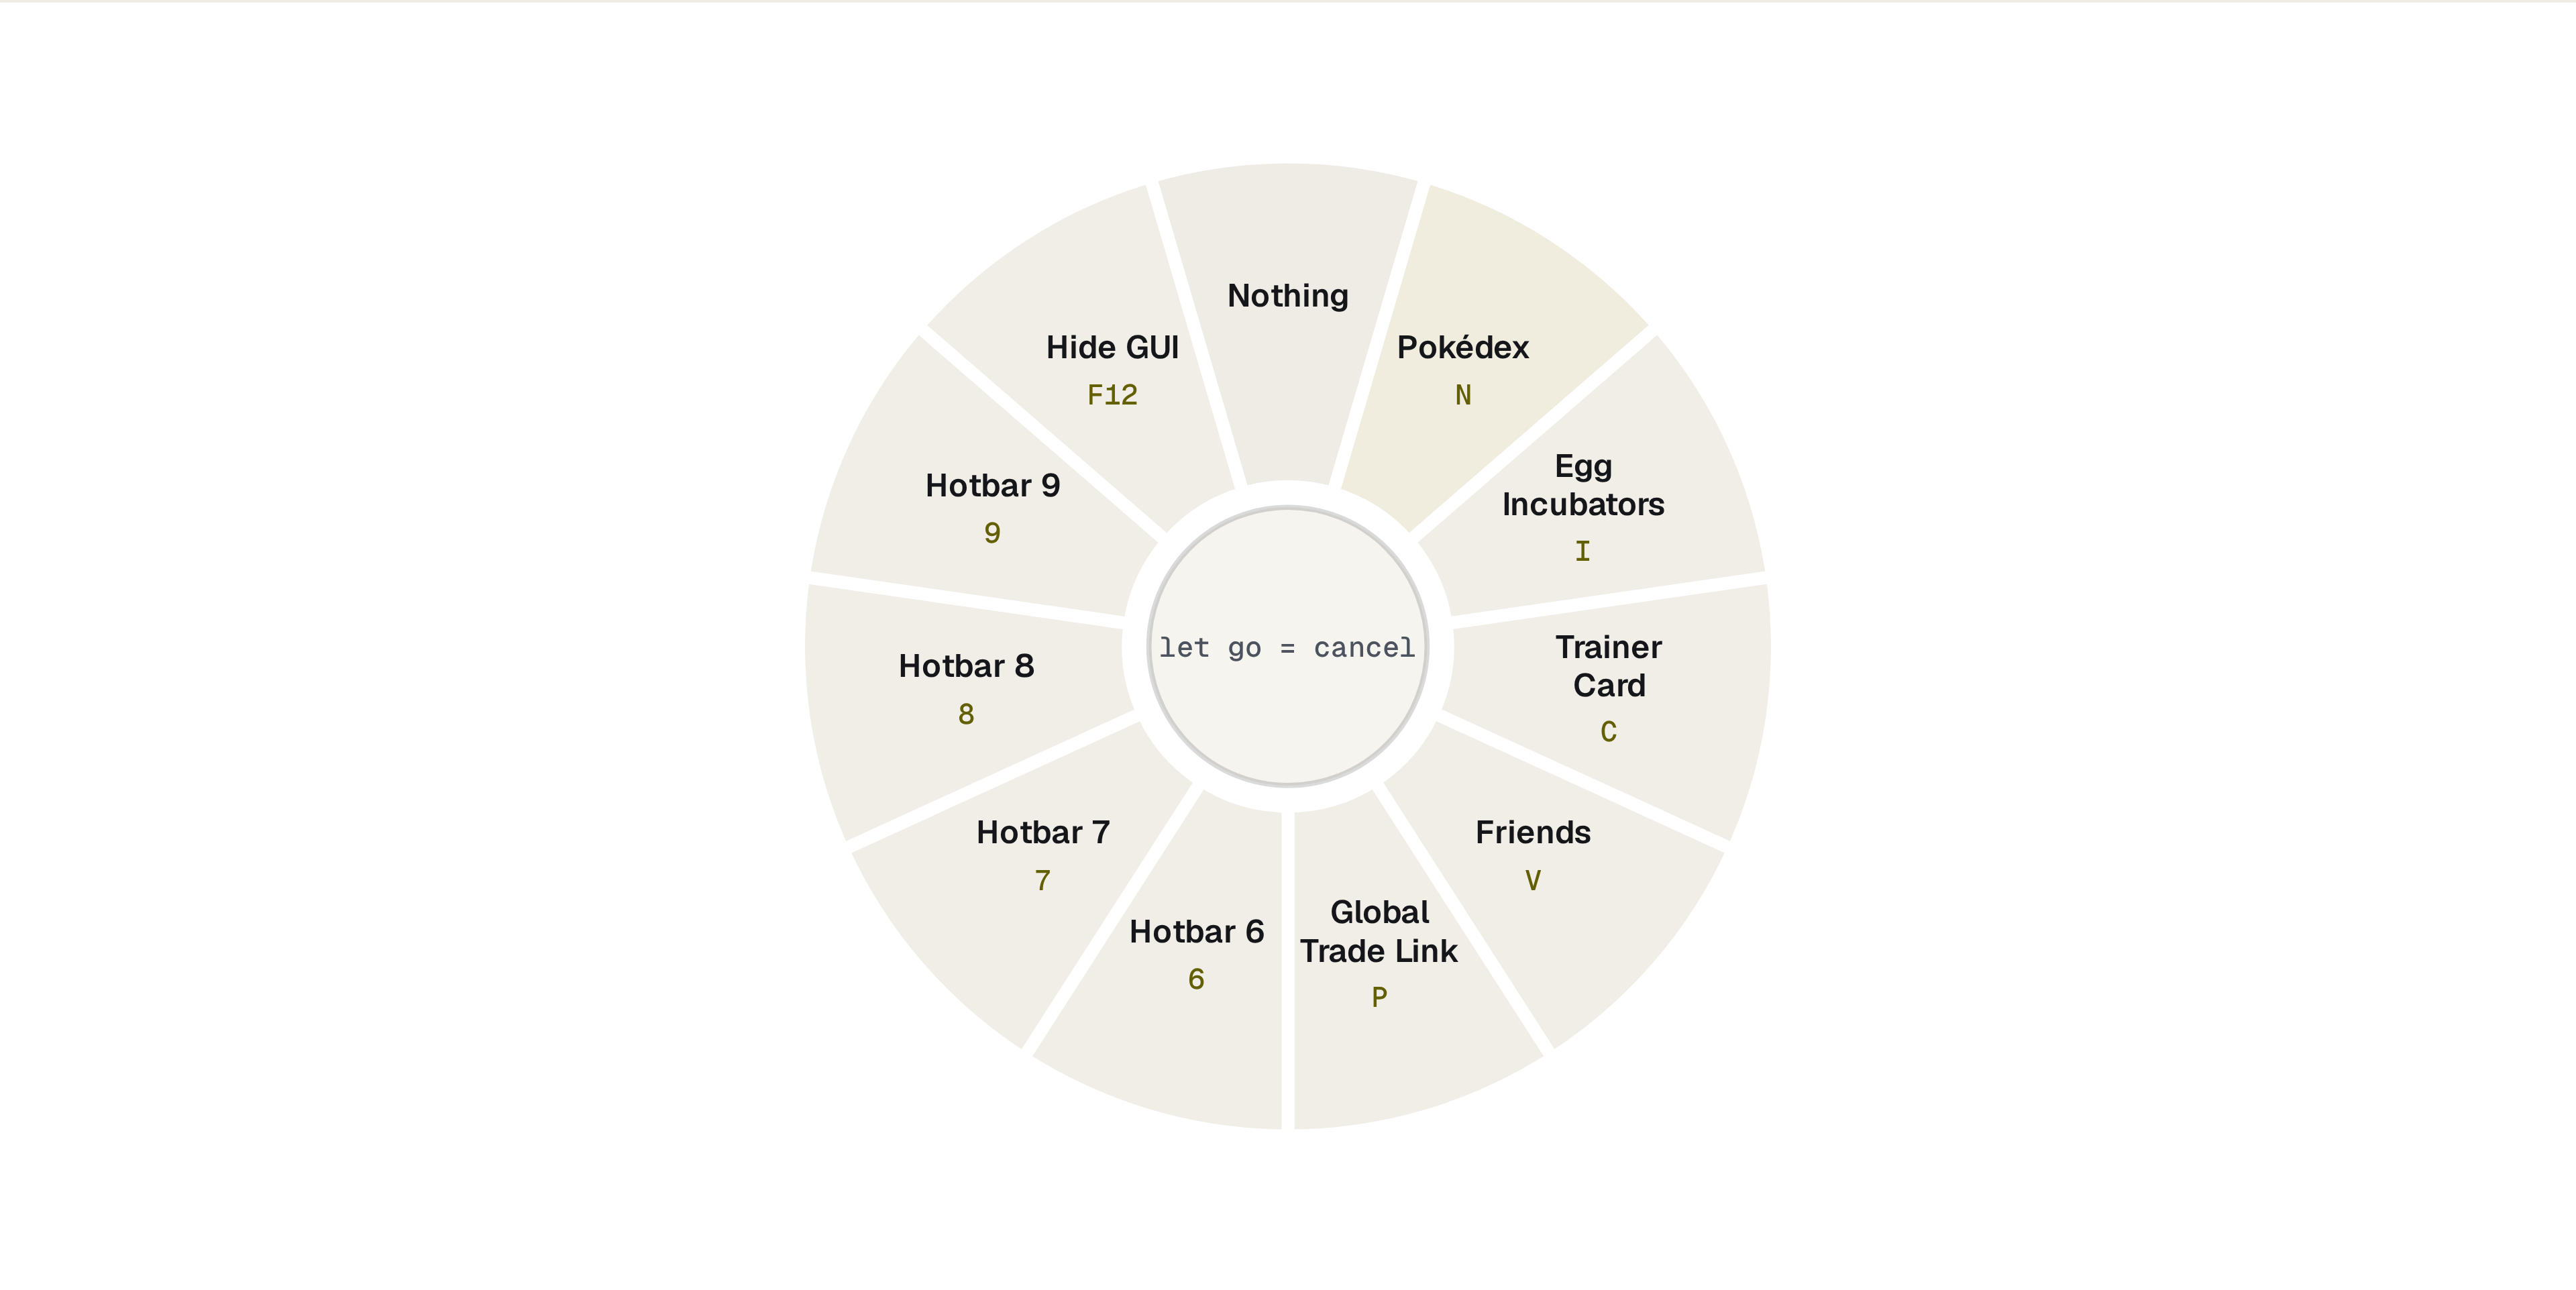 Nothing
Pokédex
N
Egg
Incubators
I
Trainer
Card
C
Friends
V
Global
Trade Link
P
Hotbar 6
6
Hotbar 7
7
Hotbar 8
8
Hotbar 9
9
Hide GUI
F12
let go = cancel